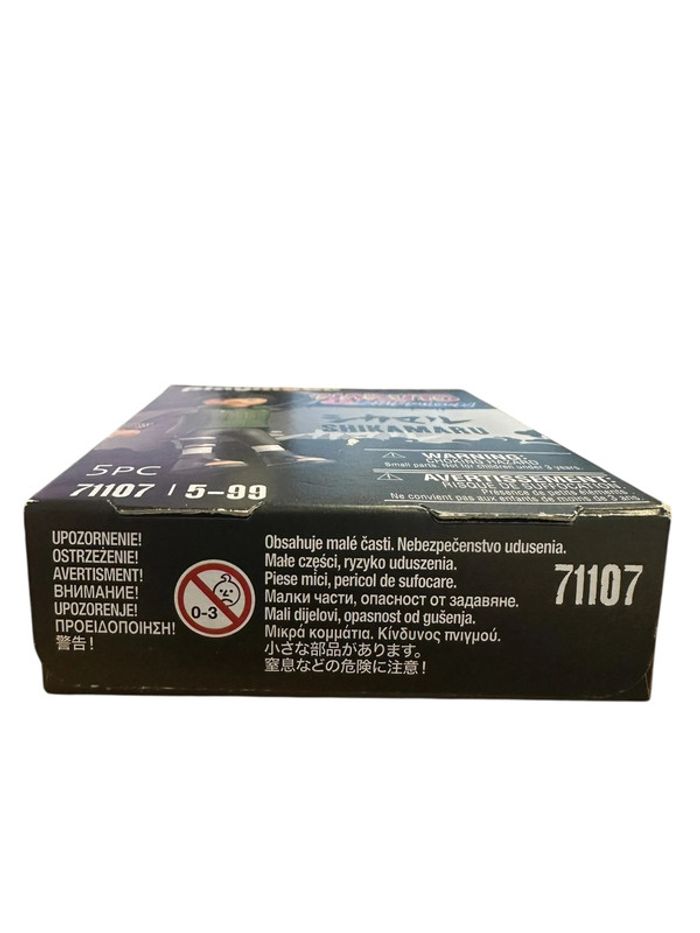 シカマル
SHIKAMARU
5PC
71107 | 5-99
WARNING:
CHOKING HAZARD
Small parts. Not for children under 3 years.
AVERTISSEMENT:
RISQUE DE SUFFOCATION
Présence de petits éléments.
Ne convient pas aux enfants de moins de 3 ans.
UPOZORNENIE!
OSTRZEŻENIE!
AVERTISMENT!
ВНИМАНИЕ!
UPOZORENJE!
ΠΡΟΕΙΔΟΠΟΙΗΣΗ!
警告!
0-3
Obsahuje malé časti. Nebezpečenstvo udusenia.
Małe części, ryzyko uduszenia.
Piese mici, pericol de sufocare.
Малки части, опасност от задавяне.
Mali dijelovi, opasnost od gušenja.
Μικρά κομμάτια. Κίνδυνος πνιγμού.
小さな部品があります。
窒息などの危険に注意!
71107